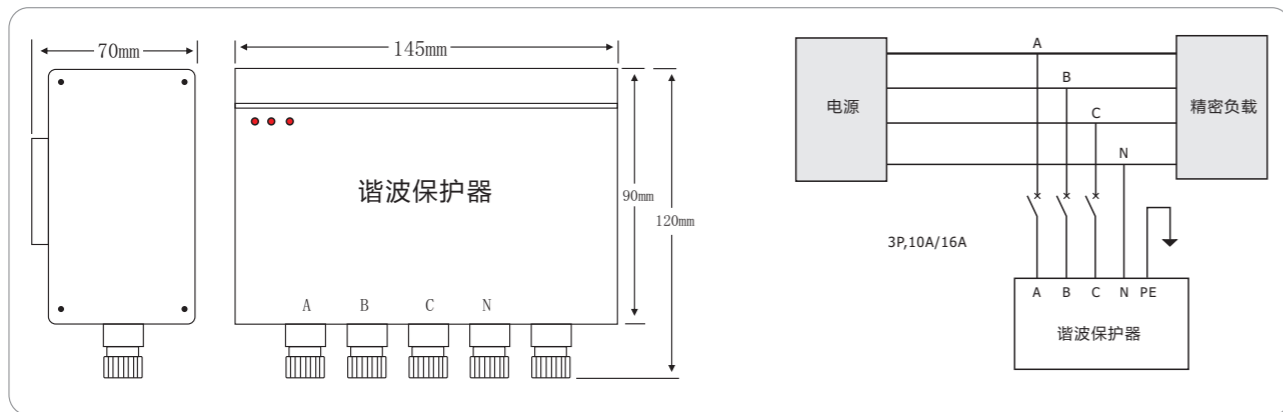 70mm
145mm
谐波保护器
90mm
120mm
A B C N
A
B
C
N
电源
精密负载
3P,10A/16A
A B C N PE
谐波保护器